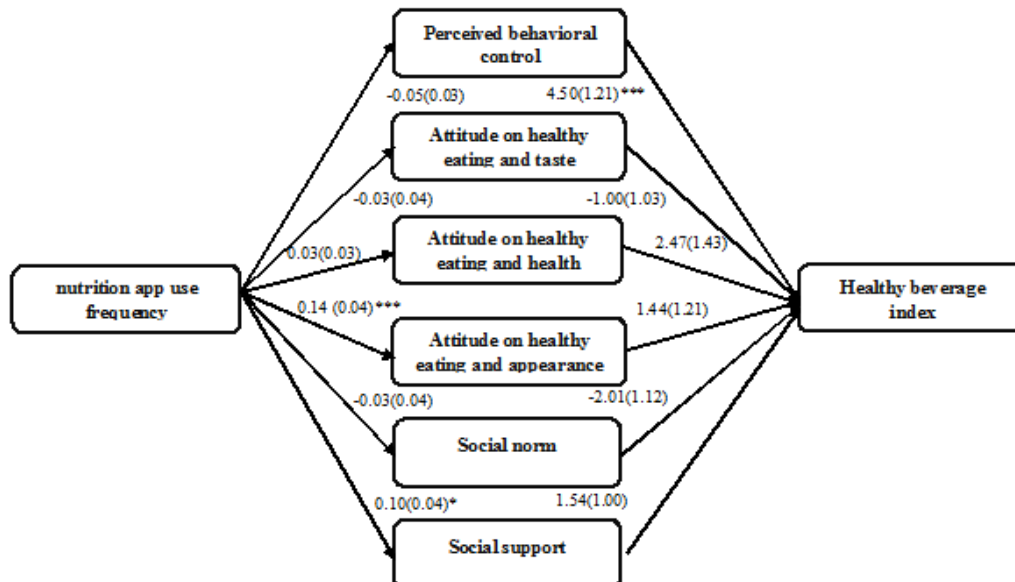 Perceived behavioral
control
-0.05(0.03)
4.50(1.21)***
Attitude on healthy
eating and taste
-0.03(0.04)
-1.00(1.03)
0.03(0.03)
Attitude on healthy
eating and health
2.47(1.43)
nutrition app use
frequency
Healthy beverage
index
0.14 (0.04)***
1.44(1.21)
Attitude on healthy
eating and appearance
-0.03(0.04)
-2.01(1.12)
Social norm
0.10(0.04)*
1.54(1.00)
Social support